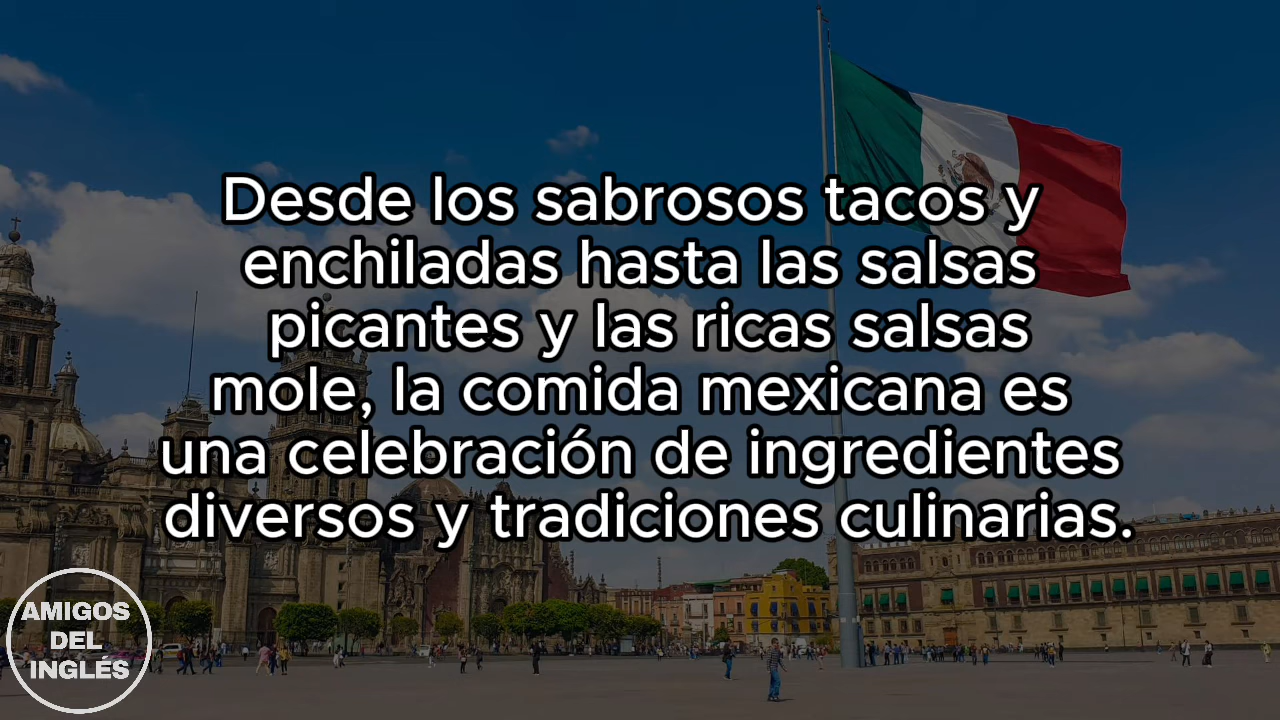 Desde los sabrosos tacos y
enchiladas hasta las salsas
picantes y las ricas salsas
mole, la comida mexicana es
una celebración de ingredientes
diversos y tradiciones culinarias.
AMIGOS
DEL
INGLÉS